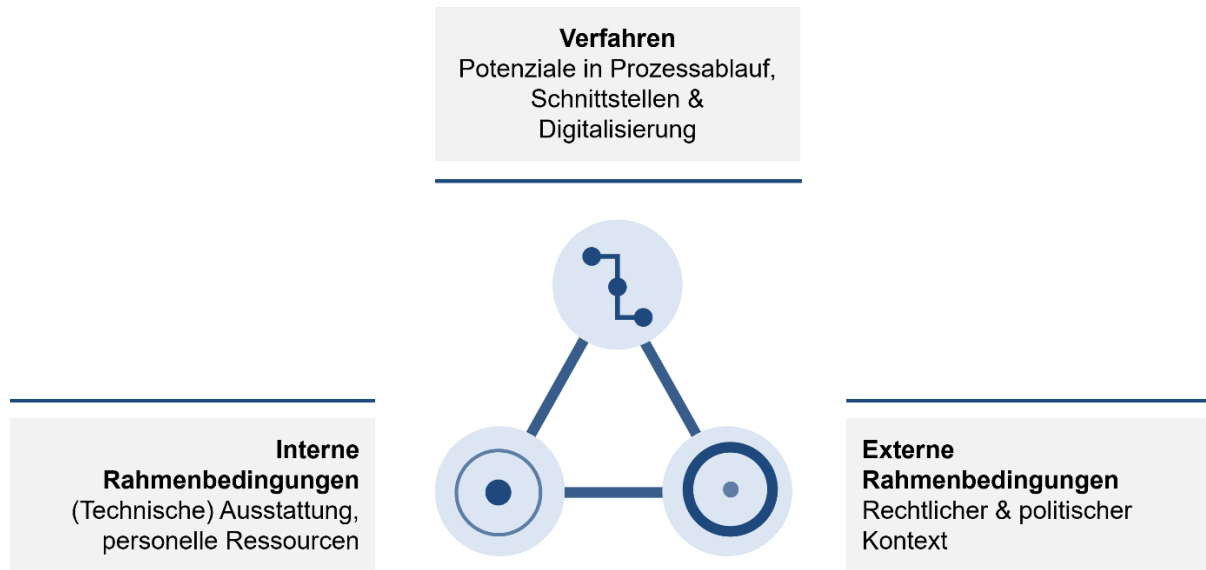 Verfahren
Potenziale in Prozessablauf,
Schnittstellen &
Digitalisierung
Interne
Rahmenbedingungen
(Technische) Ausstattung,
personelle Ressourcen
Externe
Rahmenbedingungen
Rechtlicher & politischer
Kontext